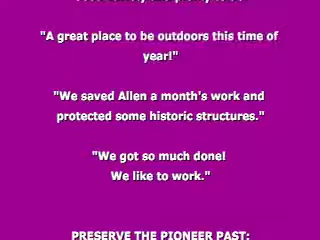 "A great place to be outdoors this time of
year!"
"We saved Allen a month's work and
protected some historic structures."
"We got so much done!
We like to work."
PRESERVE THE PIONEER PAST: